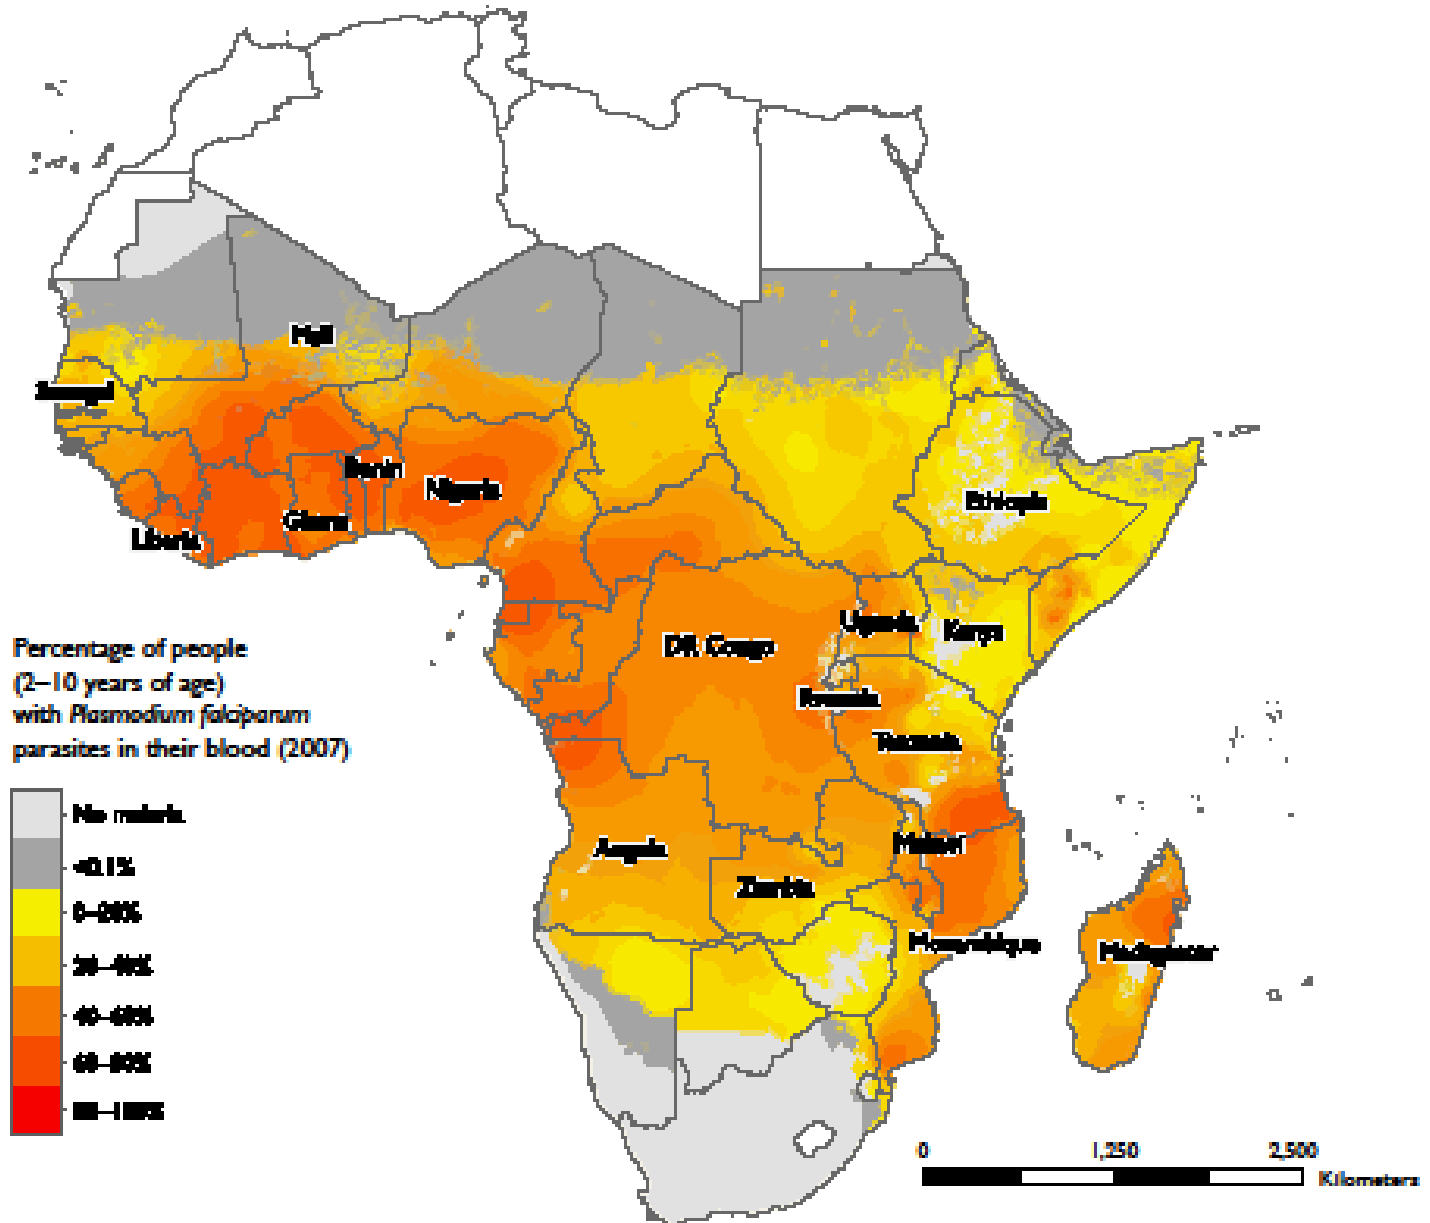 Mali
Senegal
Benin
Nigeria
Ghana
Liberia
Ethiopia
Uganda
Kenya
DR Congo
Rwanda
Tanzania
Malawi
Angola
Zambia
Mozambique
Madagascar
Percentage of people
(2–10 years of age)
with Plasmodium falciparum
parasites in their blood (2007)
No malaria
<0.1%
0–20%
20–40%
40–60%
60–80%
80–100%
0 1,250 2,500
Kilometers